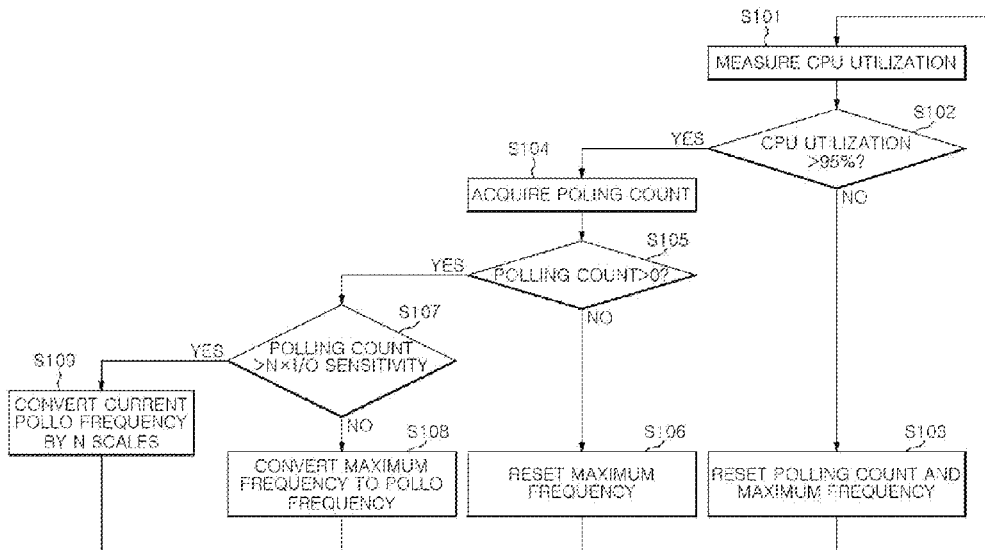 S101
MEASURE CPU UTILIZATION
S102
CPU UTILIZATION
>95%?
YES
NO
S104
ACQUIRE POLING COUNT
S105
POLLING COUNT>0?
YES
NO
S107
POLLING COUNT
>N×I/O SENSITIVITY
YES
NO
S109
CONVERT CURRENT
POLLO FREQUENCY
BY N SCALES
S108
CONVERT MAXIMUM
FREQUENCY TO POLLO
FREQUENCY
S106
RESET MAXIMUM
FREQUENCY
S103
RESET POLLING COUNT AND
MAXIMUM FREQUENCY